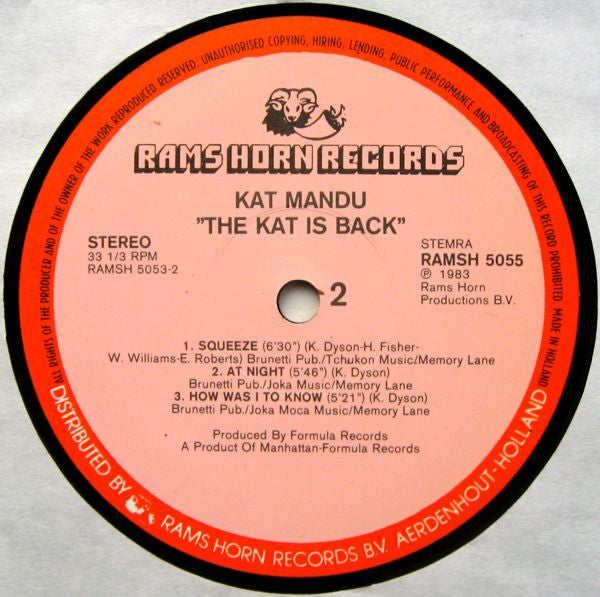 ALL RIGHTS OF THE PRODUCER AND OF THE OWNER OF THE WORK REPRODUCED RESERVED. UNAUTHORISED COPYING, HIRING, LENDING, PUBLIC PERFORMANCE AND BROADCASTING OF THIS RECORD PROHIBITED. MADE IN HOLLAND
RAMS HORN RECORDS
KAT MANDU
"THE KAT IS BACK"
STEREO
33 1/3 RPM
RAMSH 5053-2
STEMRA
RAMSH 5055
℗ 1983
Rams Horn
Productions B.V.
2
1. SQUEEZE (6'30") (K. Dyson-H. Fisher-
W. Williams-E. Roberts) Brunetti Pub./Tchukon Music/Memory Lane
2. AT NIGHT (5'46") (K. Dyson)
Brunetti Pub./Joka Music/Memory Lane
3. HOW WAS I TO KNOW (5'21") (K. Dyson)
Brunetti Pub./Joka Moca Music/Memory Lane
Produced By Formula Records
A Product Of Manhattan-Formula Records
DISTRIBUTED BY RAMS HORN RECORDS B.V. AERDENHOUT-HOLLAND